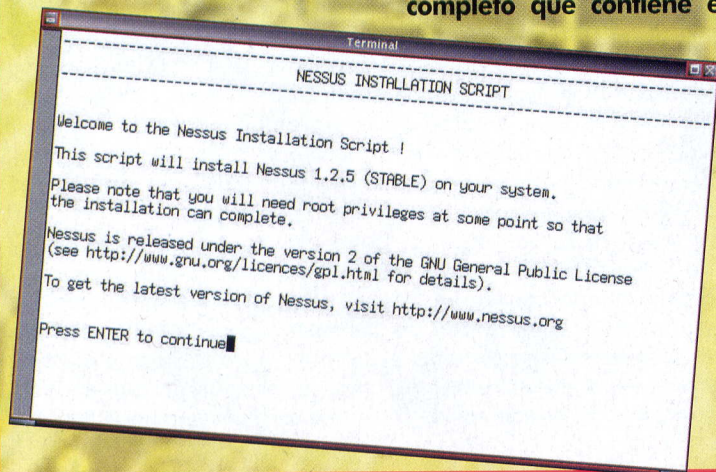 completo que contiene
Terminal
NESSUS INSTALLATION SCRIPT
Welcome to the Nessus Installation Script !
This script will install Nessus 1.2.5 (STABLE) on your system.
Please note that you will need root privileges at some point so that
the installation can complete.
Nessus is released under the version 2 of the GNU General Public License
(see http://www.gnu.org/licences/gpl.html for details).
To get the latest version of Nessus, visit http://www.nessus.org
Press ENTER to continue